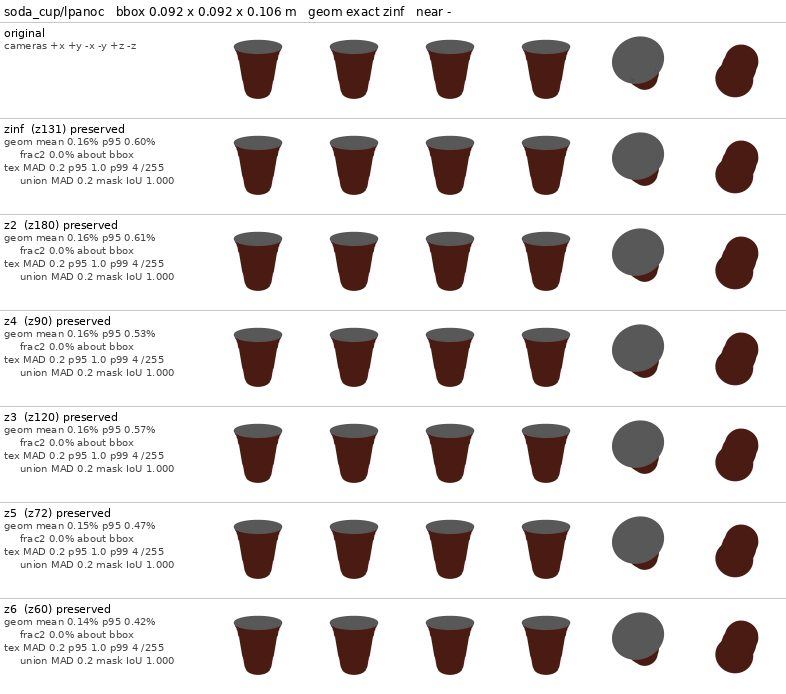 soda_cup/lpanoc   bbox 0.092 x 0.092 x 0.106 m   geom exact zinf   near -
original
cameras +x +y -x -y +z -z
zinf  (z131) preserved
geom mean 0.16% p95 0.60%
frac2 0.0% about bbox
tex MAD 0.2 p95 1.0 p99 4 /255
union MAD 0.2 mask IoU 1.000
z2  (z180) preserved
geom mean 0.16% p95 0.61%
frac2 0.0% about bbox
tex MAD 0.2 p95 1.0 p99 4 /255
union MAD 0.2 mask IoU 1.000
z4  (z90) preserved
geom mean 0.16% p95 0.53%
frac2 0.0% about bbox
tex MAD 0.2 p95 1.0 p99 4 /255
union MAD 0.2 mask IoU 1.000
z3  (z120) preserved
geom mean 0.16% p95 0.57%
frac2 0.0% about bbox
tex MAD 0.2 p95 1.0 p99 4 /255
union MAD 0.2 mask IoU 1.000
z5  (z72) preserved
geom mean 0.15% p95 0.47%
frac2 0.0% about bbox
tex MAD 0.2 p95 1.0 p99 4 /255
union MAD 0.2 mask IoU 1.000
z6  (z60) preserved
geom mean 0.14% p95 0.42%
frac2 0.0% about bbox
tex MAD 0.2 p95 1.0 p99 4 /255
union MAD 0.2 mask IoU 1.000